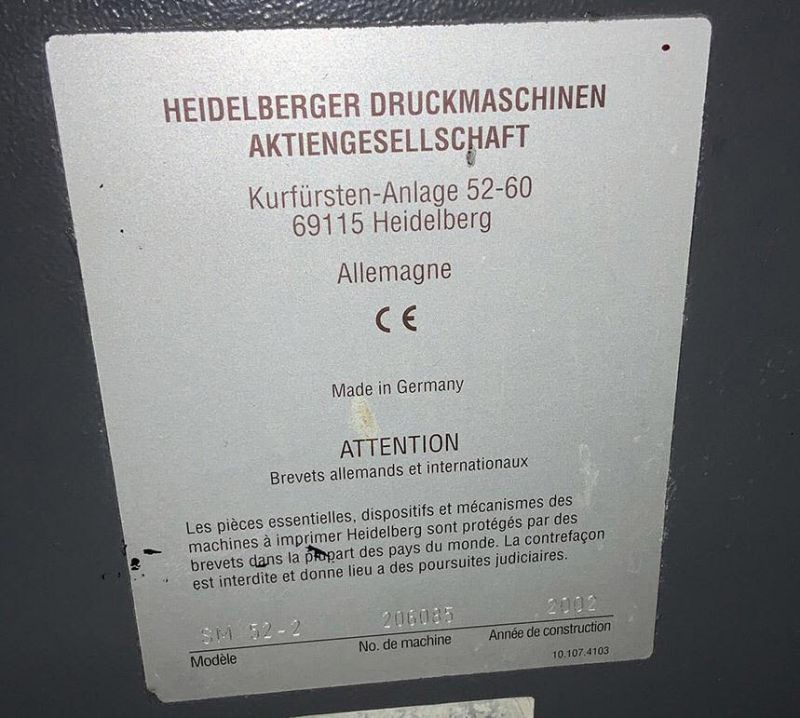 HEIDELBERGER DRUCKMASCHINEN
AKTIENGESELLSCHAFT
Kurfürsten-Anlage 52-60
69115 Heidelberg
Allemagne
CE
Made in Germany
ATTENTION
Brevets allemands et internationaux
Les pièces essentielles, dispositifs et mécanismes des
machines à imprimer Heidelberg sont protégés par des
brevets dans la plupart des pays du monde. La contrefaçon
est interdite et donne lieu a des poursuites judiciaires.
SM 52-2 206085 2002
Modèle No. de machine Année de construction
10.107.4103